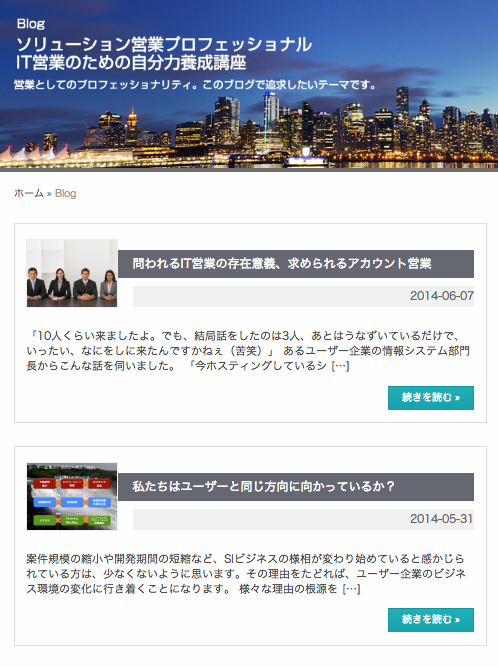 Blog
ソリューション営業プロフェッショナル
IT営業のための自分力養成講座
営業としてのプロフェッショナリティ。このブログで追求したいテーマです。
ホーム » Blog
問われるIT営業の存在意義、求められるアカウント営業
2014-06-07
「10人くらい来ましたよ。でも、結局話をしたのは3人、あとはうなずいているだけで、
いったい、なにをしに来たんですかねぇ（苦笑）」 あるユーザー企業の情報システム部門
長からこんな話を伺いました。 「今ホスティングしているシ […]
続きを読む »
私たちはユーザーと同じ方向に向かっているか？
2014-05-31
案件規模の縮小や開発期間の短縮など、SIビジネスの様相が変わり始めていると感かじら
れている方は、少なくないように思います。その理由をたどれば、ユーザー企業のビジネ
ス環境の変化に行き着くことになります。 様々な理由の根源を […]
続きを読む »